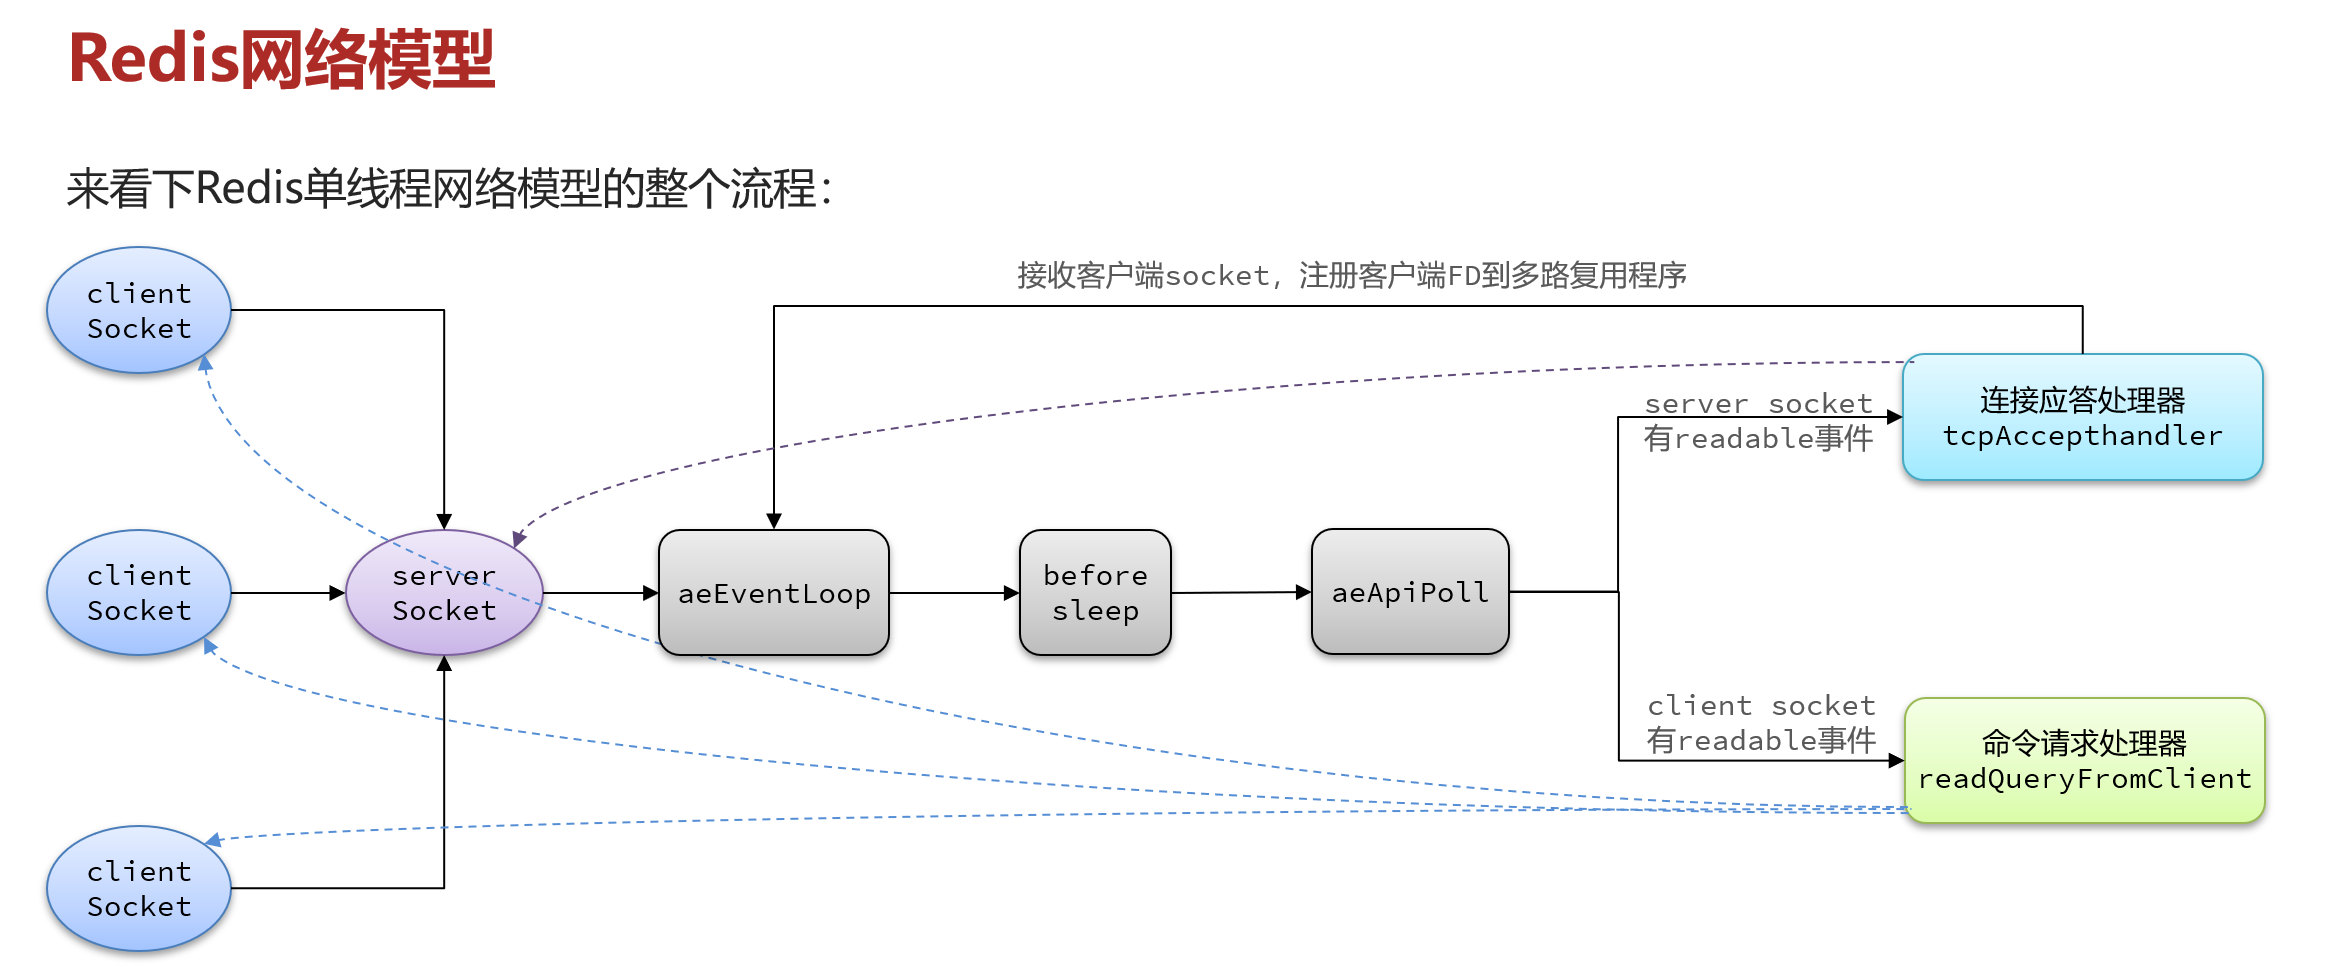 Redis网络模型
来看下Redis单线程网络模型的整个流程：
client
Socket
接收客户端socket，注册客户端FD到多路复用程序
server socket
有readable事件
连接应答处理器
tcpAccepthandler
client
Socket
server
Socket
aeEventLoop
before
sleep
aeApiPoll
client socket
有readable事件
命令请求处理器
readQueryFromClient
client
Socket